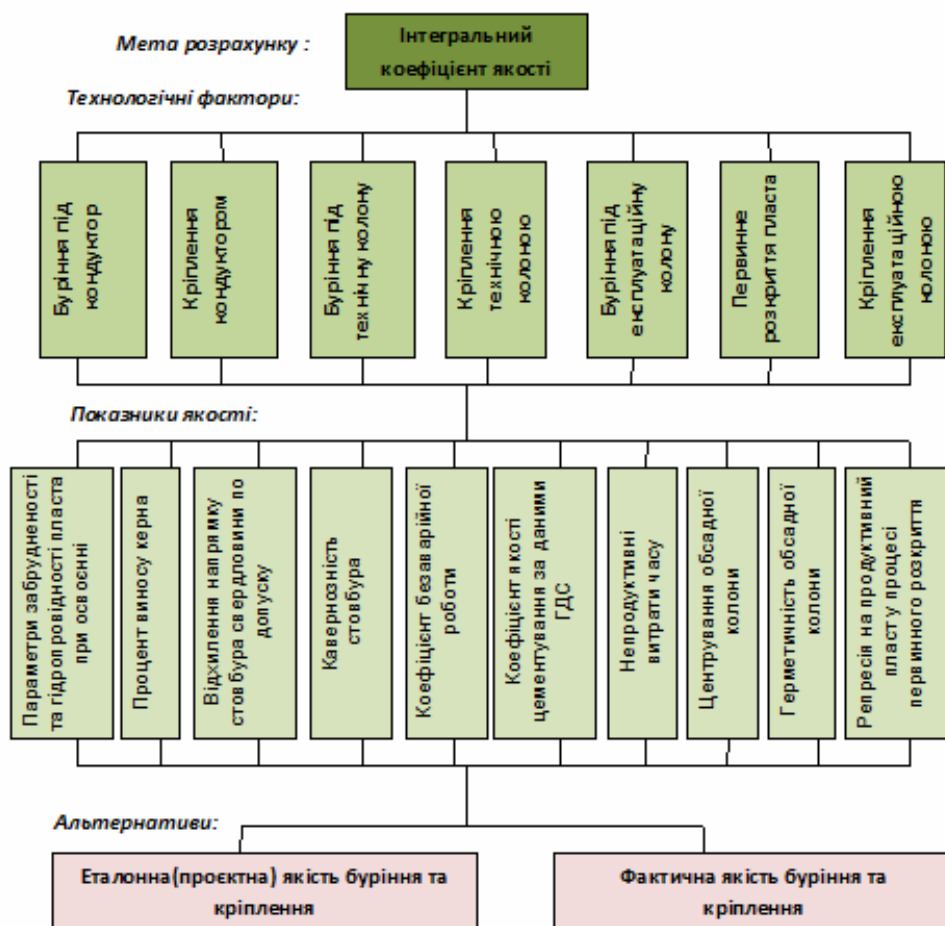 Мета розрахунку :
Інтегральний
коефіцієнт якості
Технологічні фактори:
Буріння під
кондуктор
Кріплення
кондуктором
Буріння під
технічну колону
Кріплення
технічною
колоною
Буріння під
експлуатаційну
колону
Первинне
розкриття пласта
Кріплення
експлуатаційною
колоною
Показники якості:
Параметри забрудненості
та гідропровідності пласта
при освоєнні
Процент виносу керна
Відхилення напрямку
стовбура свердловини по
допуску
Кавернозність
стовбура
Коефіцієнт безаварійної
роботи
Коефіцієнт якості
цементування за даними
ГДС
Непродуктивні
витрати часу
Центрування обсадної
колони
Герметичність обсадної
колони
Репресія на продуктивний
пласт у процесі
первинного розкриття
Альтернативи:
Еталонна(проєктна) якість буріння та
кріплення
Фактична якість буріння та
кріплення